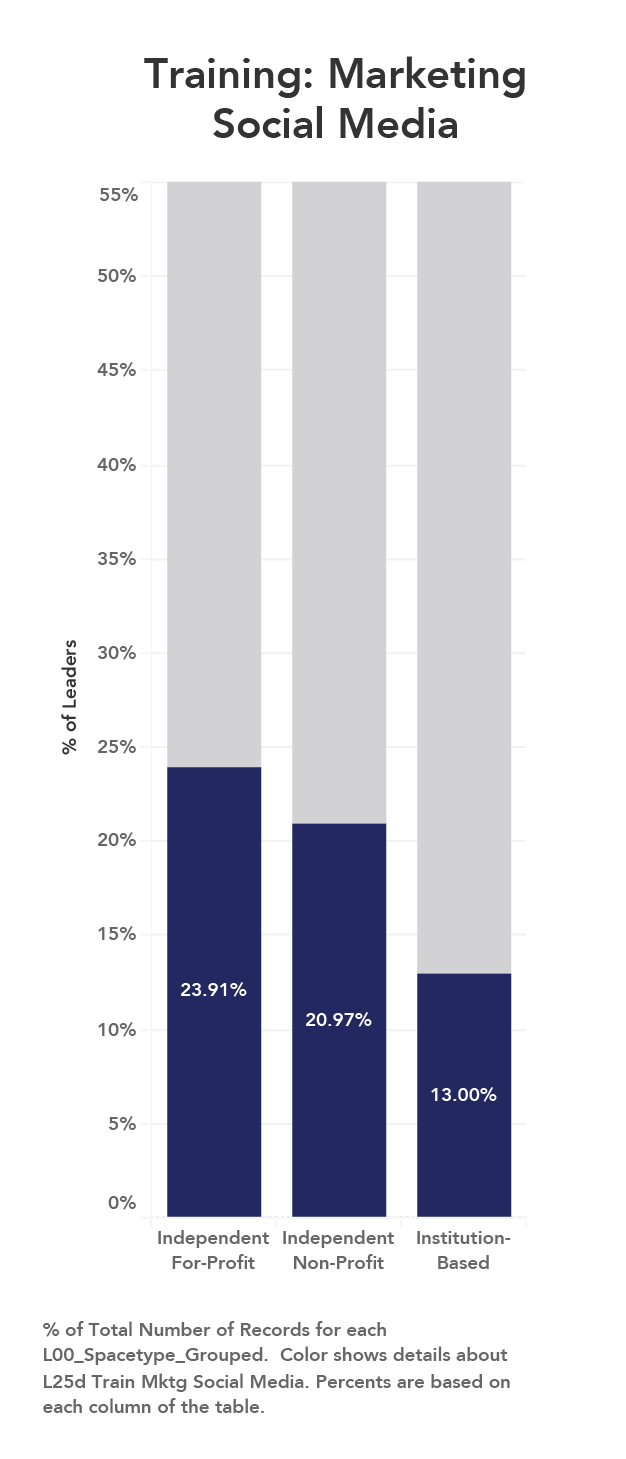 Training: Marketing
Social Media
55%
50%
45%
40%
35%
30%
25%
20%
15%
10%
5%
0%
% of Leaders
23.91%
20.97%
13.00%
Independent
For-Profit
Independent
Non-Profit
Institution-
Based
% of Total Number of Records for each
L00_Spacetype_Grouped.  Color shows details about
L25d Train Mktg Social Media. Percents are based on
each column of the table.